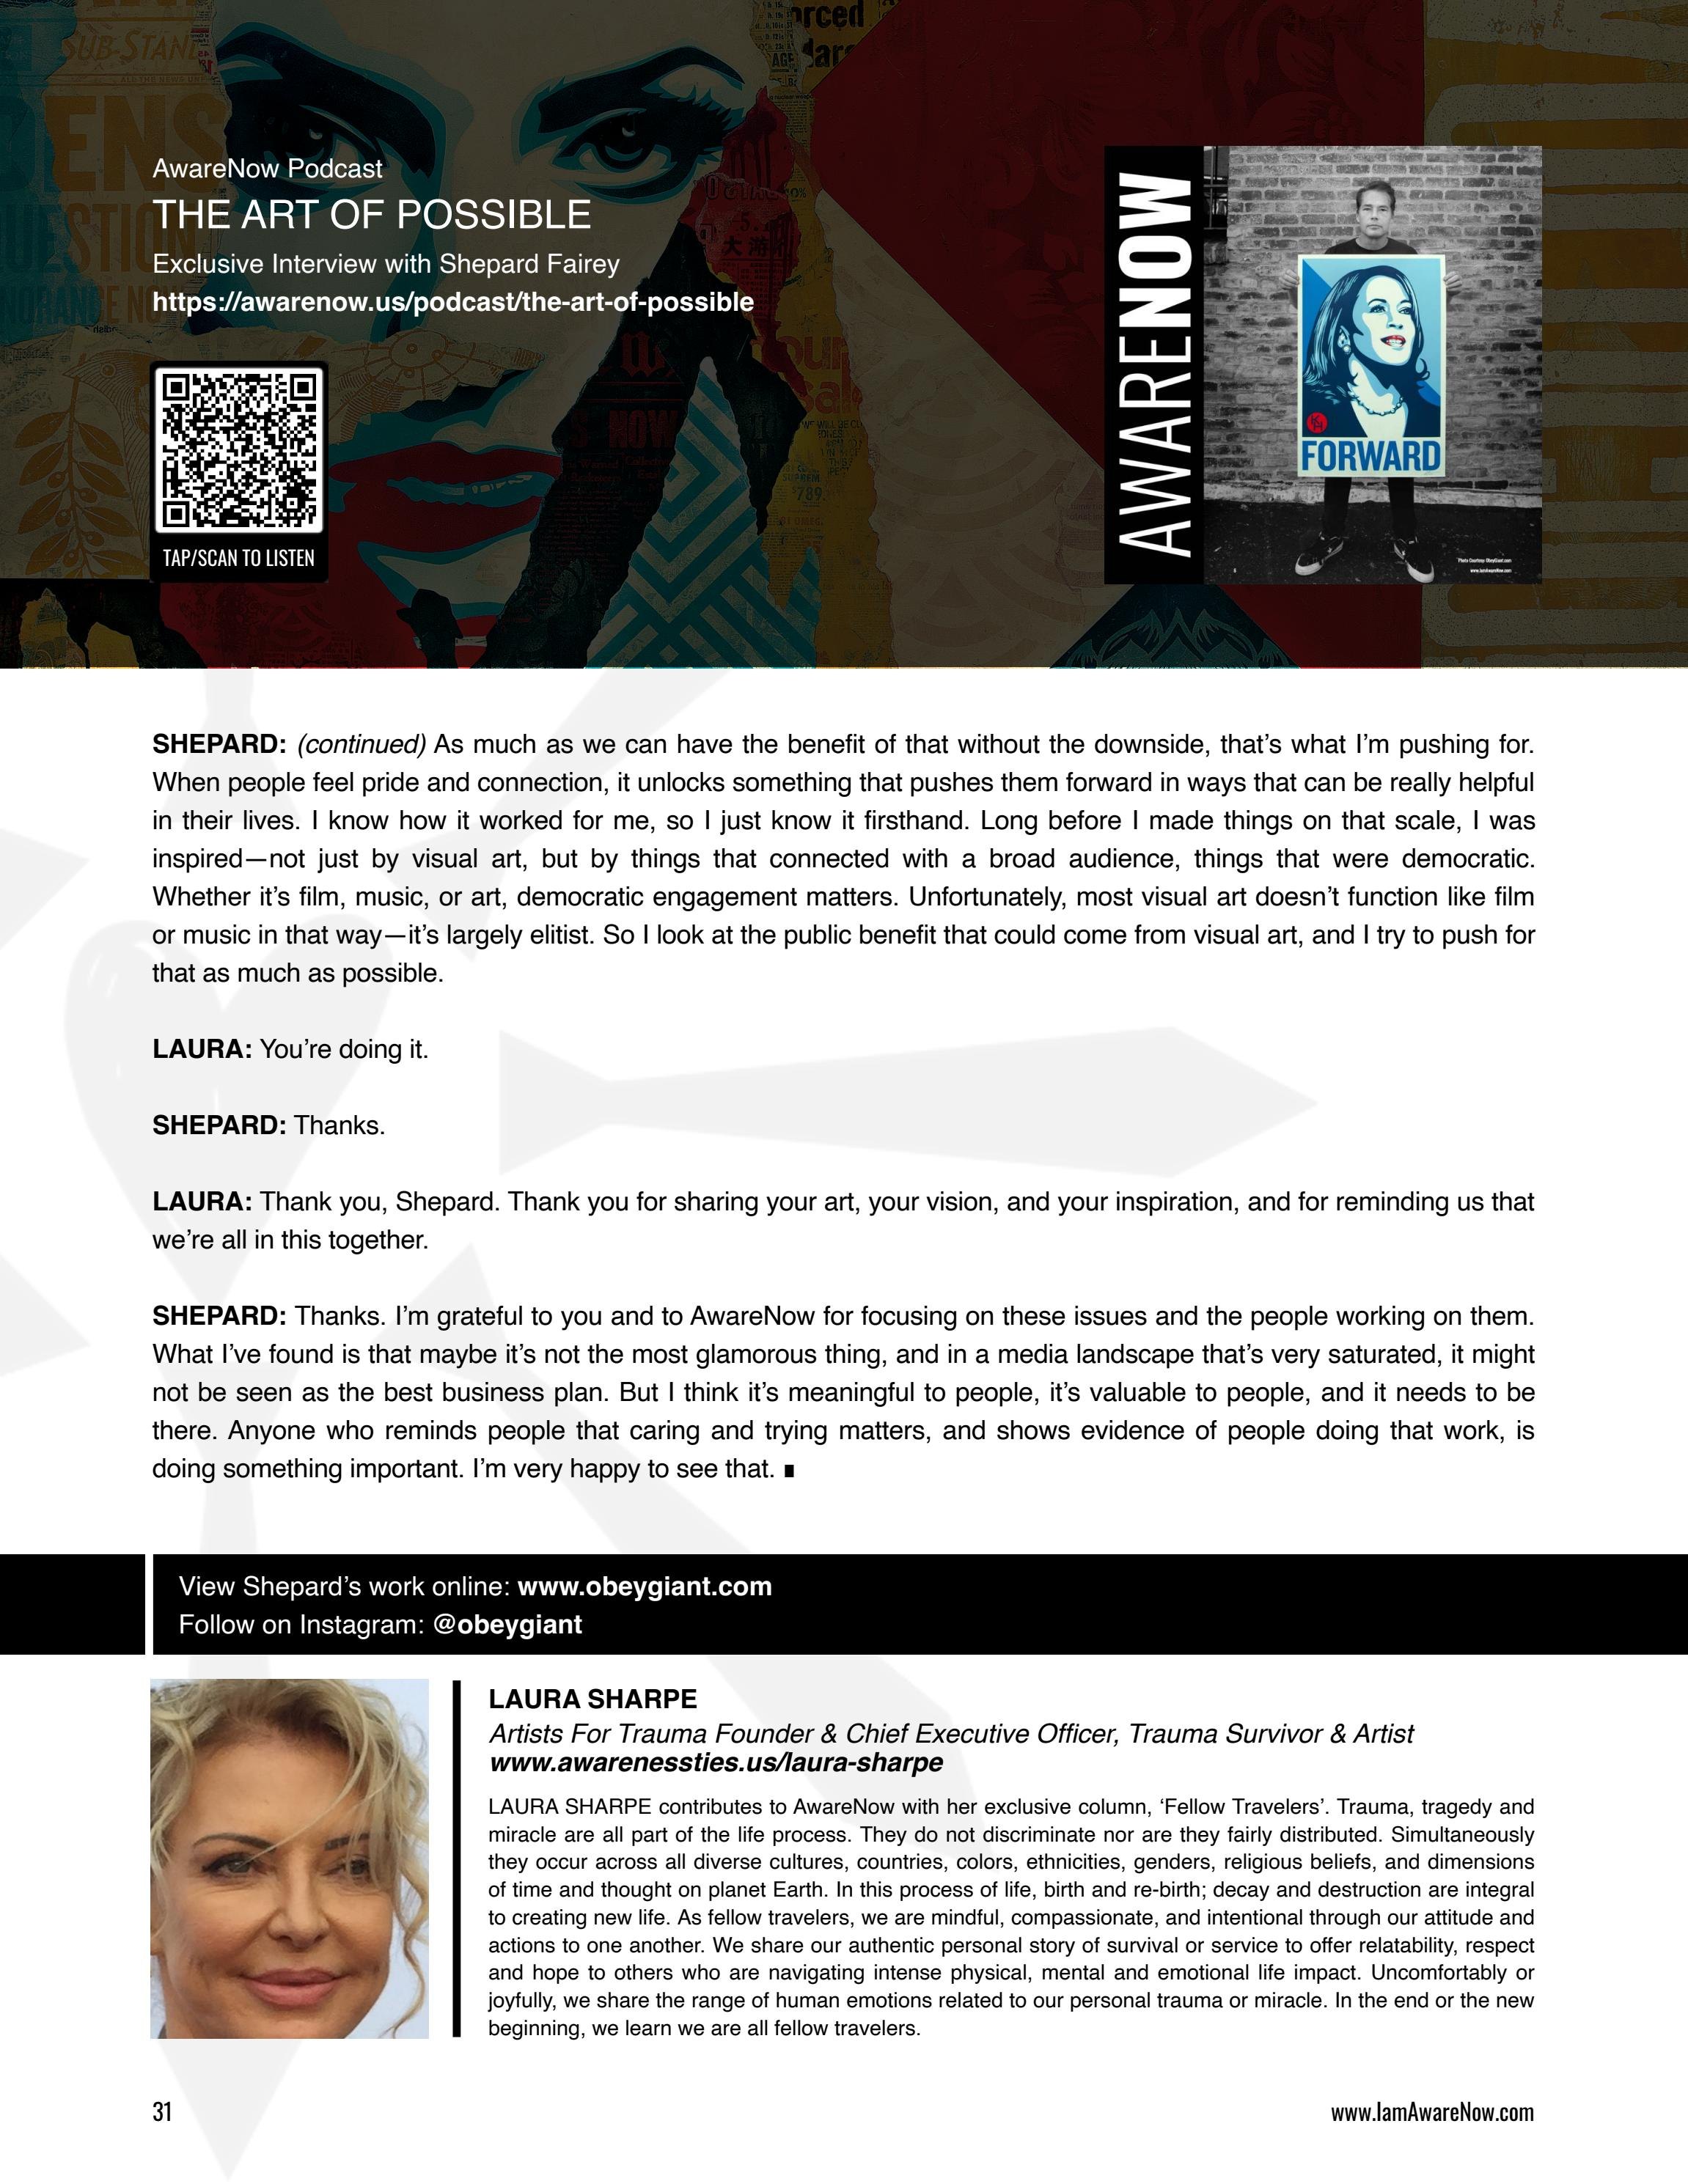 SUB-STAN
orced
AwareNow Podcast
THE ART OF POSSIBLE
Exclusive Interview with Shepard Fairey
https://awarenow.us/podcast/the-art-of-possible
TAP/SCAN TO LISTEN
AWARENOW
FORWARD
Photo Courtesy: ObeyGiant.com
www.IamAwareNow.com
SHEPARD: (continued) As much as we can have the benefit of that without the downside, that’s what I’m pushing for.
When people feel pride and connection, it unlocks something that pushes them forward in ways that can be really helpful
in their lives. I know how it worked for me, so I just know it firsthand. Long before I made things on that scale, I was
inspired—not just by visual art, but by things that connected with a broad audience, things that were democratic.
Whether it’s film, music, or art, democratic engagement matters. Unfortunately, most visual art doesn’t function like film
or music in that way—it’s largely elitist. So I look at the public benefit that could come from visual art, and I try to push for
that as much as possible.
LAURA: You’re doing it.
SHEPARD: Thanks.
LAURA: Thank you, Shepard. Thank you for sharing your art, your vision, and your inspiration, and for reminding us that
we’re all in this together.
SHEPARD: Thanks. I’m grateful to you and to AwareNow for focusing on these issues and the people working on them.
What I’ve found is that maybe it’s not the most glamorous thing, and in a media landscape that’s very saturated, it might
not be seen as the best business plan. But I think it’s meaningful to people, it’s valuable to people, and it needs to be
there. Anyone who reminds people that caring and trying matters, and shows evidence of people doing that work, is
doing something important. I’m very happy to see that. ∎
View Shepard’s work online: www.obeygiant.com
Follow on Instagram: @obeygiant
LAURA SHARPE
Artists For Trauma Founder & Chief Executive Officer, Trauma Survivor & Artist
www.awarenessties.us/laura-sharpe
LAURA SHARPE contributes to AwareNow with her exclusive column, ‘Fellow Travelers’. Trauma, tragedy and
miracle are all part of the life process. They do not discriminate nor are they fairly distributed. Simultaneously
they occur across all diverse cultures, countries, colors, ethnicities, genders, religious beliefs, and dimensions
of time and thought on planet Earth. In this process of life, birth and re-birth; decay and destruction are integral
to creating new life. As fellow travelers, we are mindful, compassionate, and intentional through our attitude and
actions to one another. We share our authentic personal story of survival or service to offer relatability, respect
and hope to others who are navigating intense physical, mental and emotional life impact. Uncomfortably or
joyfully, we share the range of human emotions related to our personal trauma or miracle. In the end or the new
beginning, we learn we are all fellow travelers.
31
www.IamAwareNow.com